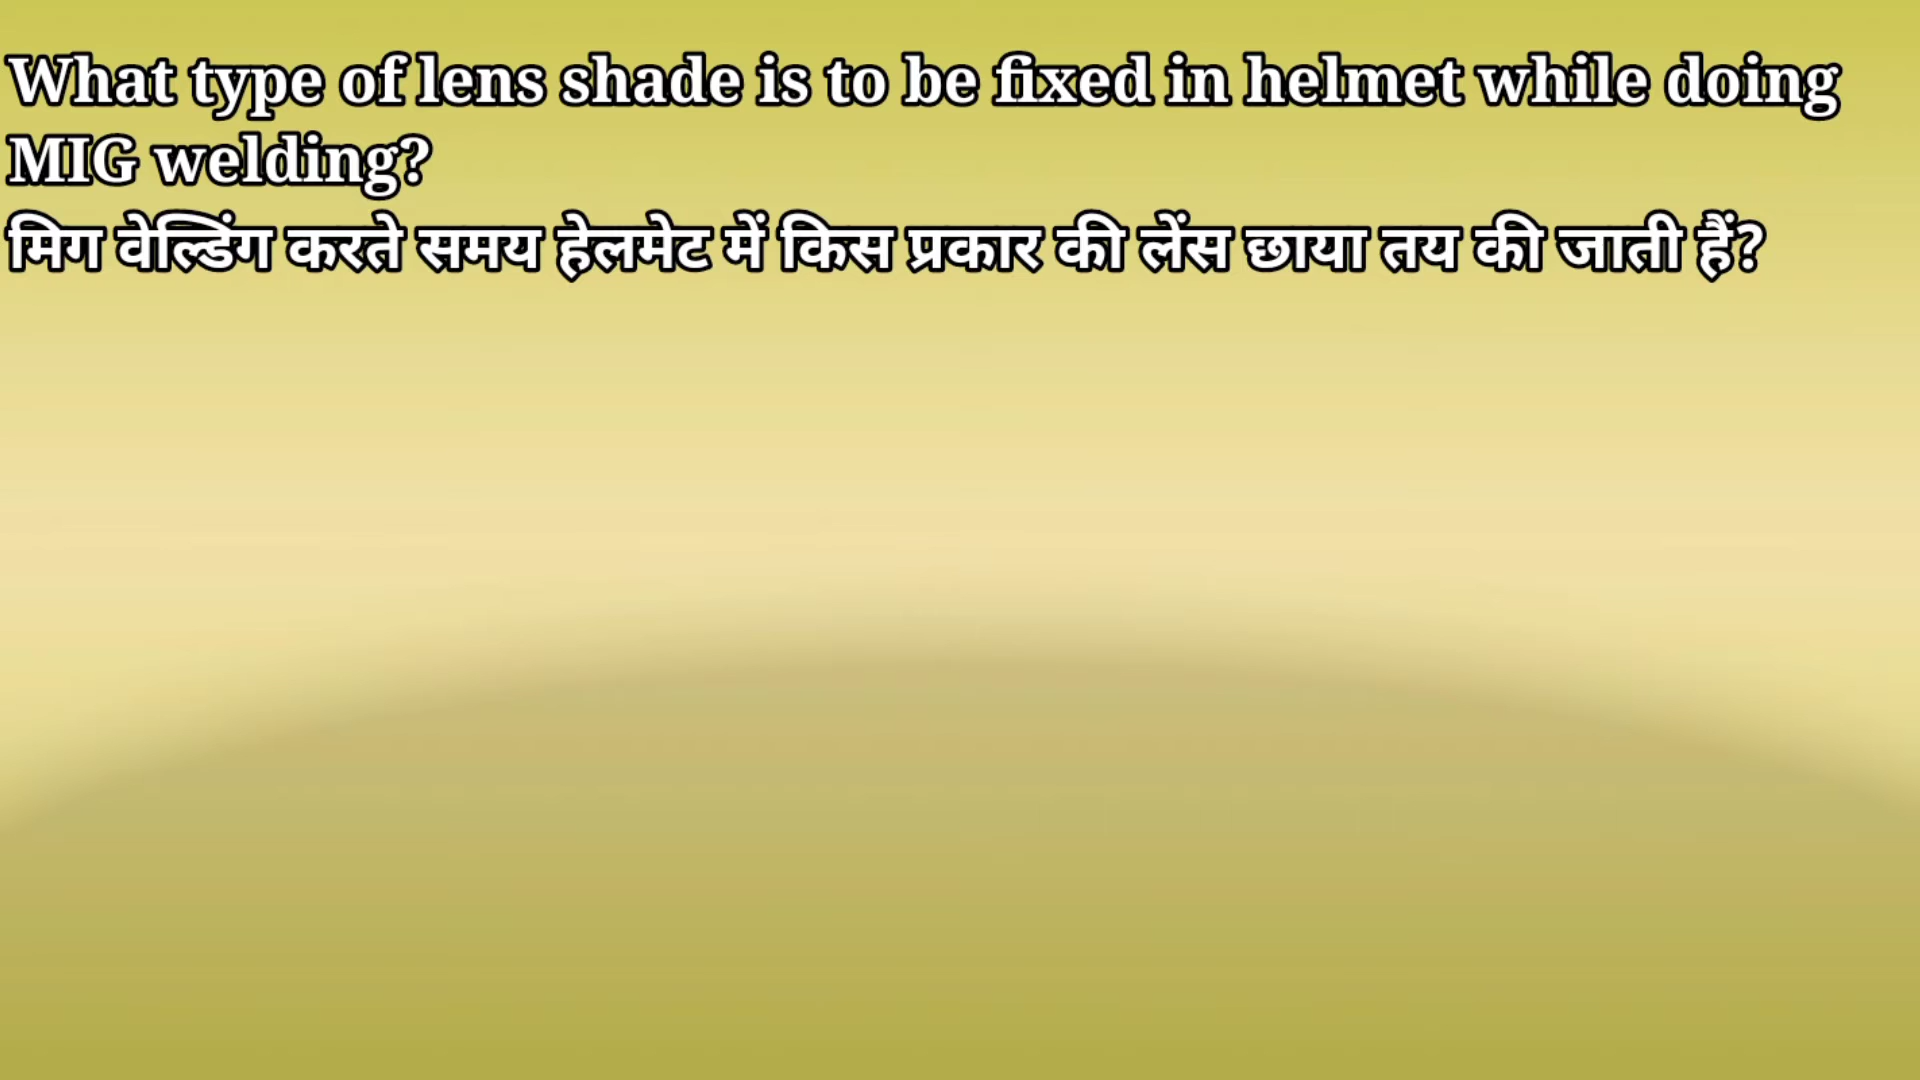 What type of lens shade is to be fixed in helmet while doing
MIG welding?
मिग वेल्डिंग करते समय हेलमेट में किस प्रकार की लेंस छाया तय की जाती हैं?